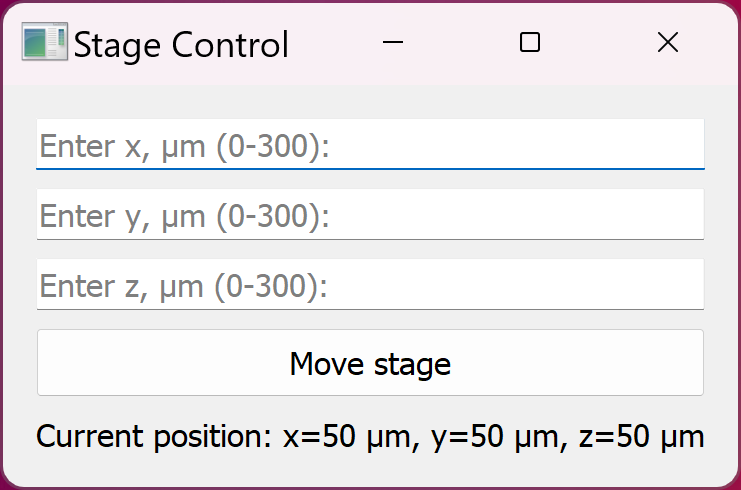 Stage Control
Enter x, μm (0-300):
Enter y, μm (0-300):
Enter z, μm (0-300):
Move stage
Current position: x=50 μm, y=50 μm, z=50 μm